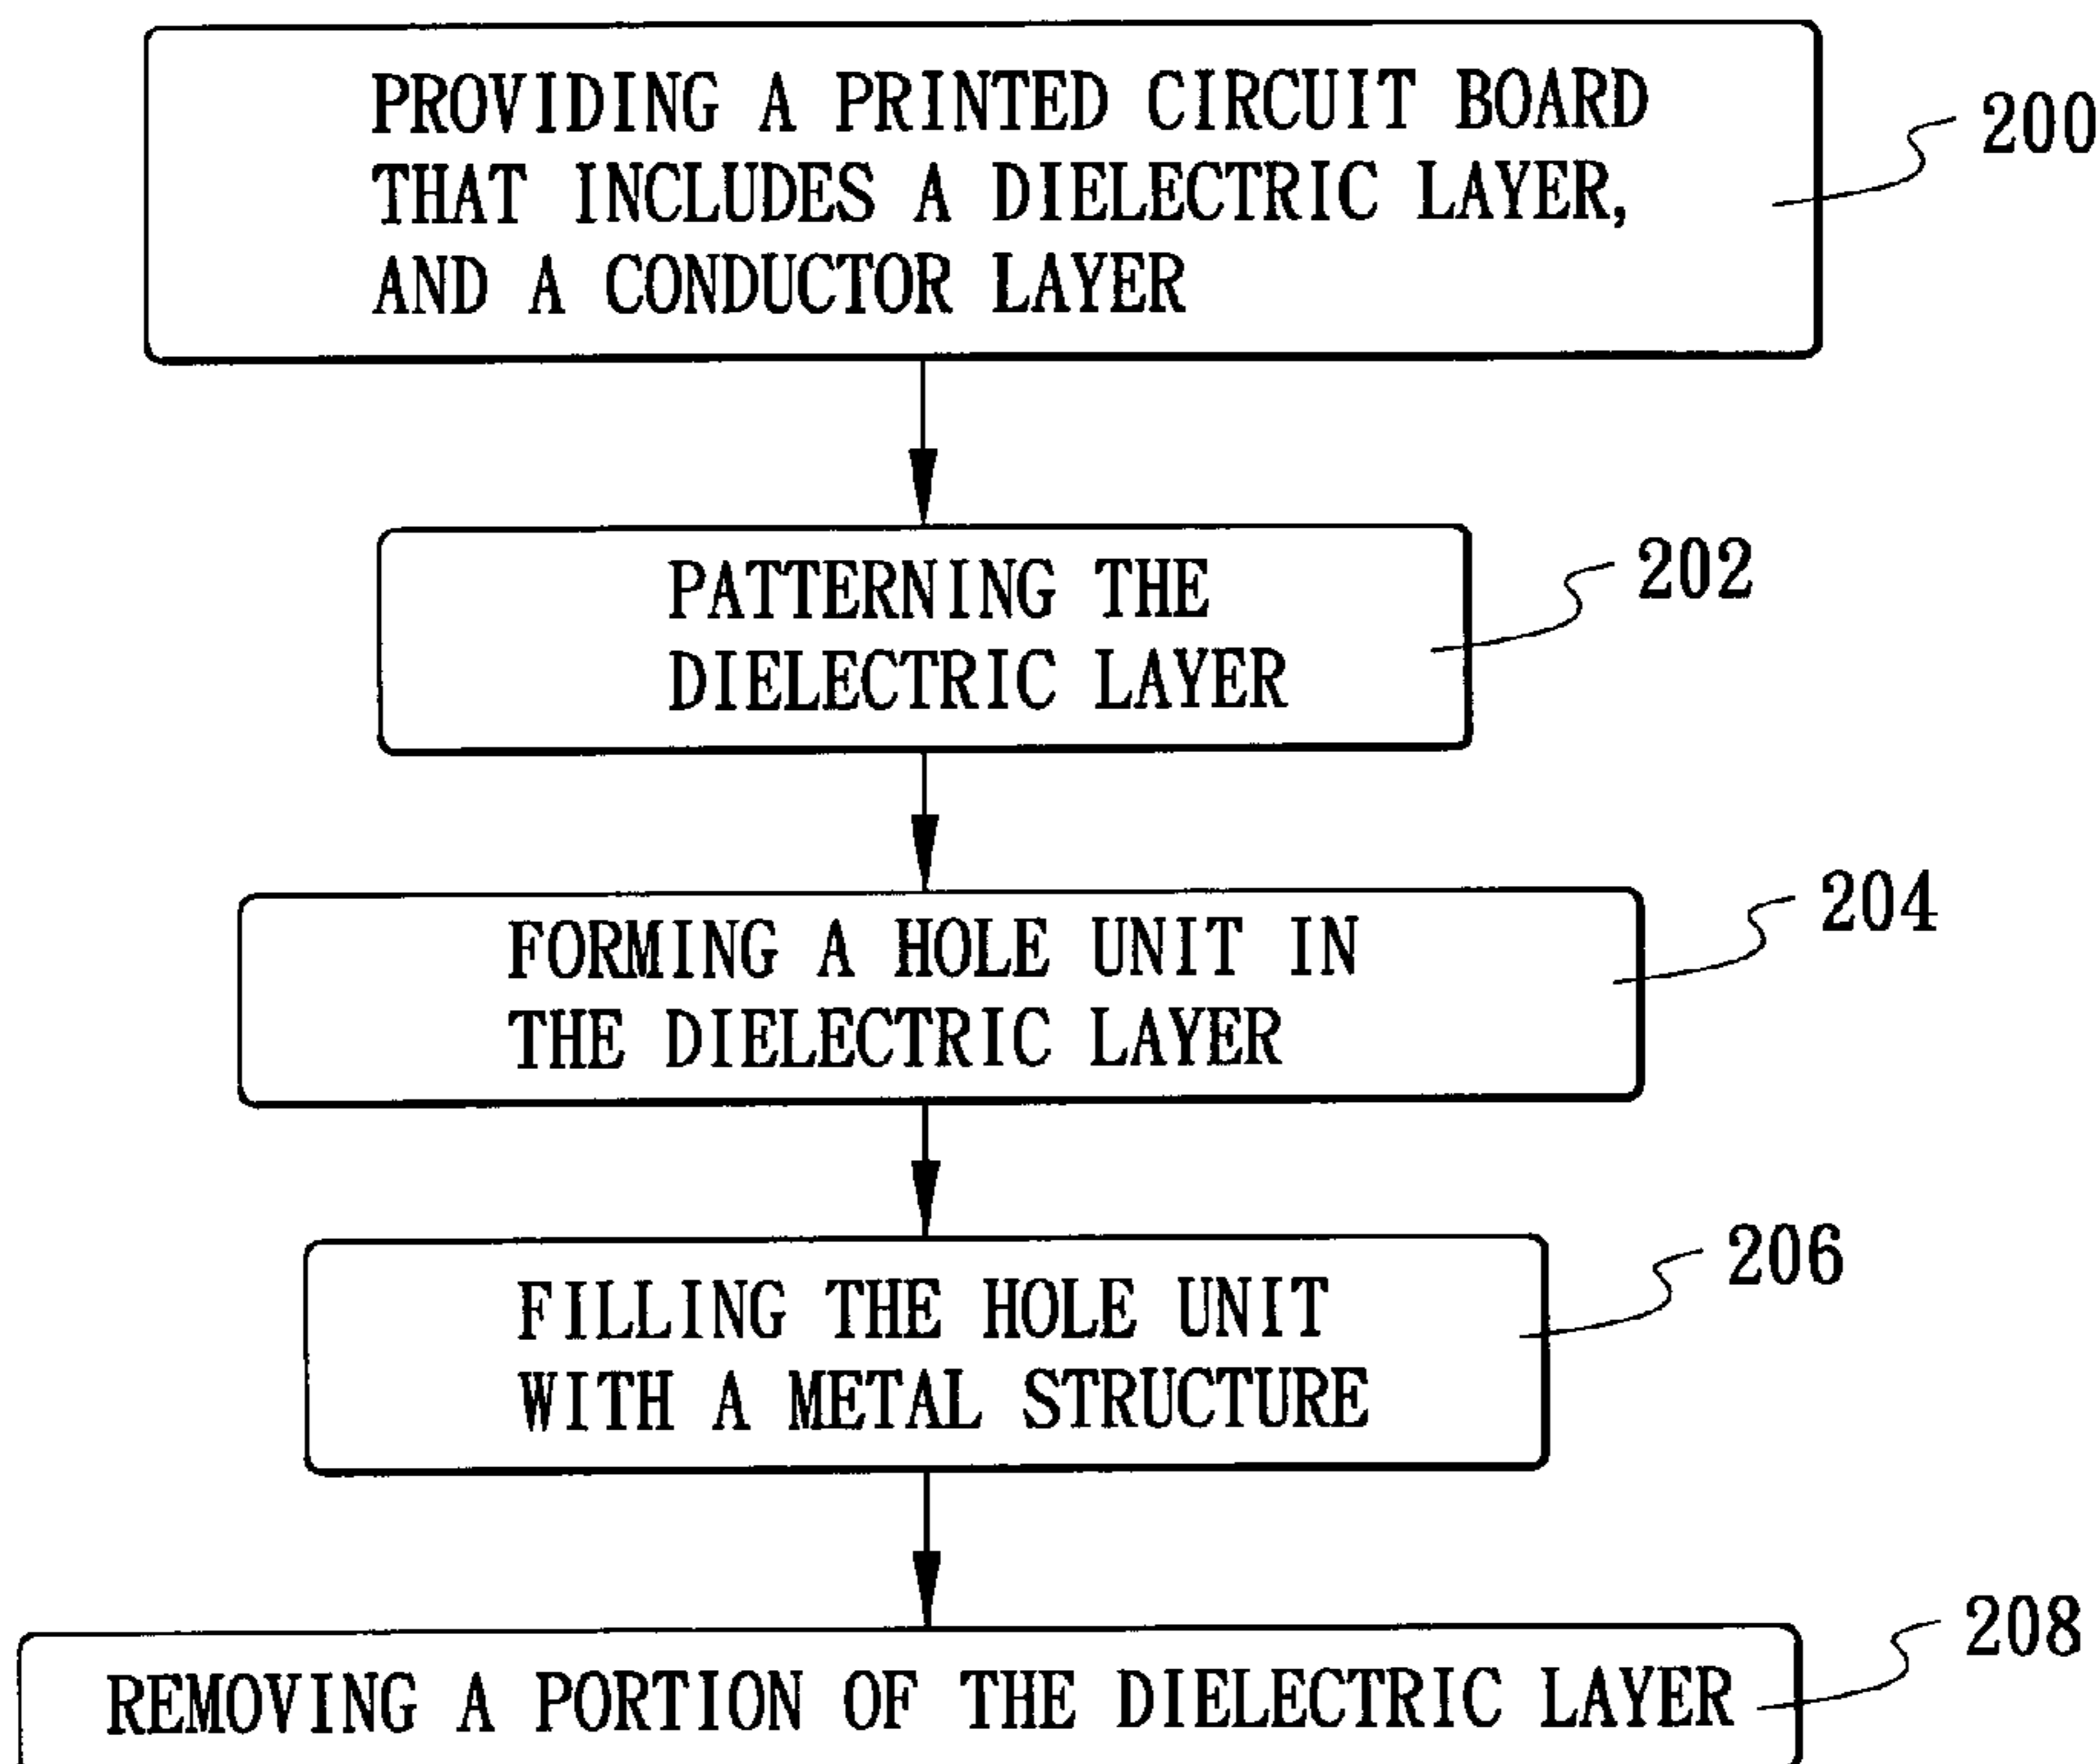 PROVIDING A PRINTED CIRCUIT BOARD
THAT INCLUDES A DIELECTRIC LAYER,
AND A CONDUCTOR LAYER
200
PATTERNING THE
DIELECTRIC LAYER
202
FORMING A HOLE UNIT IN
THE DIELECTRIC LAYER
204
FILLING THE HOLE UNIT
WITH A METAL STRUCTURE
206
REMOVING A PORTION OF THE DIELECTRIC LAYER
208